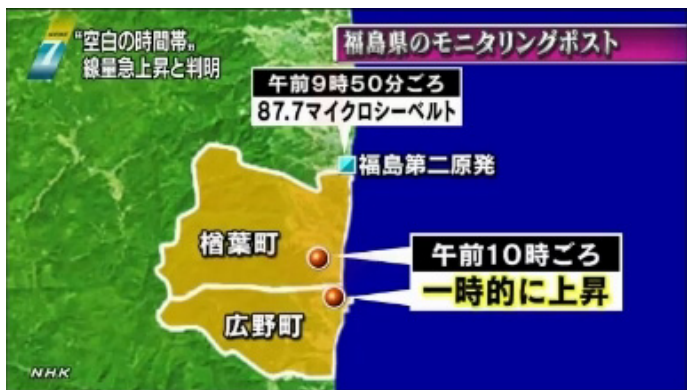 7
“空白の時間帯”
線量急上昇と判明
福島県のモニタリングポスト
午前9時50分ごろ
87.7マイクロシーベルト
福島第二原発
楢葉町
午前10時ごろ
一時的に上昇
広野町
NHK